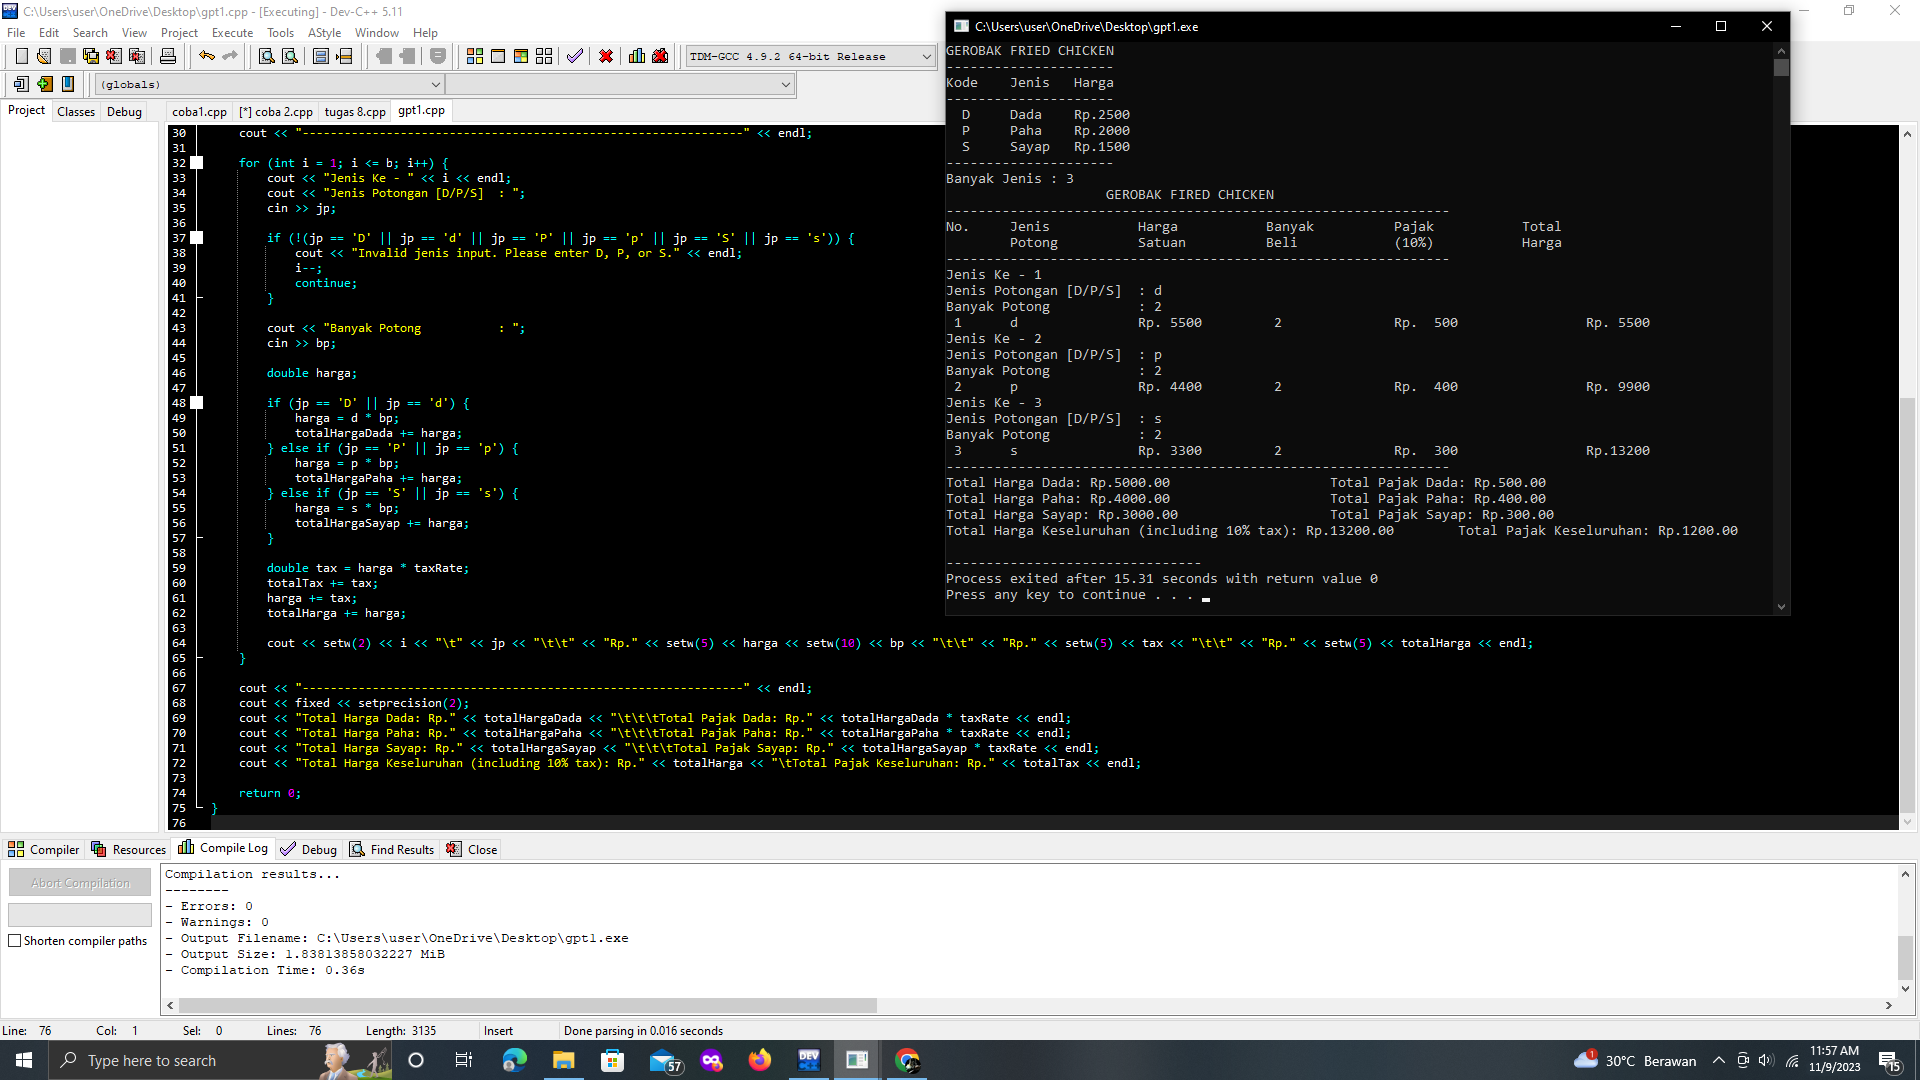 C:\Users\user\OneDrive\Desktop\gpt1.cpp - [Executing] - Dev-C++ 5.11
File Edit Search View Project Execute Tools AStyle Window Help
TDM-GCC 4.9.2 64-bit Release
(globals)
Project Classes Debug
coba1.cpp [*] coba 2.cpp tugas 8.cpp gpt1.cpp
30 cout << "---------------------------------------------------------------" << endl;
31
32 for (int i = 1; i <= b; i++) {
33 cout << "Jenis Ke - " << i << endl;
34 cout << "Jenis Potongan [D/P/S]  : ";
35 cin >> jp;
36
37 if (!(jp == 'D' || jp == 'd' || jp == 'P' || jp == 'p' || jp == 'S' || jp == 's')) {
38 cout << "Invalid jenis input. Please enter D, P, or S." << endl;
39 i--;
40 continue;
41 }
42
43 cout << "Banyak Potong           : ";
44 cin >> bp;
45
46 double harga;
47
48 if (jp == 'D' || jp == 'd') {
49 harga = d * bp;
50 totalHargaDada += harga;
51 } else if (jp == 'P' || jp == 'p') {
52 harga = p * bp;
53 totalHargaPaha += harga;
54 } else if (jp == 'S' || jp == 's') {
55 harga = s * bp;
56 totalHargaSayap += harga;
57 }
58
59 double tax = harga * taxRate;
60 totalTax += tax;
61 harga += tax;
62 totalHarga += harga;
63
64 cout << setw(2) << i << "\t" << jp << "\t\t" << "Rp." << setw(5) << harga << setw(10) << bp << "\t\t" << "Rp." << setw(5) << tax << "\t\t" << "Rp." << setw(5) << totalHarga << endl;
65 }
66
67 cout << "---------------------------------------------------------------" << endl;
68 cout << fixed << setprecision(2);
69 cout << "Total Harga Dada: Rp." << totalHargaDada << "\t\t\tTotal Pajak Dada: Rp." << totalHargaDada * taxRate << endl;
70 cout << "Total Harga Paha: Rp." << totalHargaPaha << "\t\t\tTotal Pajak Paha: Rp." << totalHargaPaha * taxRate << endl;
71 cout << "Total Harga Sayap: Rp." << totalHargaSayap << "\t\t\tTotal Pajak Sayap: Rp." << totalHargaSayap * taxRate << endl;
72 cout << "Total Harga Keseluruhan (including 10% tax): Rp." << totalHarga << "\tTotal Pajak Keseluruhan: Rp." << totalTax << endl;
73
74 return 0;
75 }
76
C:\Users\user\OneDrive\Desktop\gpt1.exe
GEROBAK FRIED CHICKEN
---------------------
Kode Jenis Harga
---------------------
D Dada Rp.2500
P Paha Rp.2000
S Sayap Rp.1500
---------------------
Banyak Jenis : 3
GEROBAK FIRED CHICKEN
---------------------------------------------------------------
No. Jenis Harga Banyak Pajak Total
Potong Satuan Beli (10%) Harga
---------------------------------------------------------------
Jenis Ke - 1
Jenis Potongan [D/P/S]  : d
Banyak Potong           : 2
1 d Rp. 5500 2 Rp.  500 Rp. 5500
Jenis Ke - 2
Jenis Potongan [D/P/S]  : p
Banyak Potong           : 2
2 p Rp. 4400 2 Rp.  400 Rp. 9900
Jenis Ke - 3
Jenis Potongan [D/P/S]  : s
Banyak Potong           : 2
3 s Rp. 3300 2 Rp.  300 Rp.13200
---------------------------------------------------------------
Total Harga Dada: Rp.5000.00 Total Pajak Dada: Rp.500.00
Total Harga Paha: Rp.4000.00 Total Pajak Paha: Rp.400.00
Total Harga Sayap: Rp.3000.00 Total Pajak Sayap: Rp.300.00
Total Harga Keseluruhan (including 10% tax): Rp.13200.00 Total Pajak Keseluruhan: Rp.1200.00
--------------------------------
Process exited after 15.31 seconds with return value 0
Press any key to continue . . .
Compiler Resources Compile Log Debug Find Results Close
Abort Compilation
Shorten compiler paths
Compilation results...
--------
- Errors: 0
- Warnings: 0
- Output Filename: C:\Users\user\OneDrive\Desktop\gpt1.exe
- Output Size: 1.83813858032227 MiB
- Compilation Time: 0.36s
Line: 76 Col: 1 Sel: 0 Lines: 76 Length: 3135 Insert Done parsing in 0.016 seconds
Type here to search
57
DEV
1
30°C Berawan
11:57 AM
11/9/2023
15